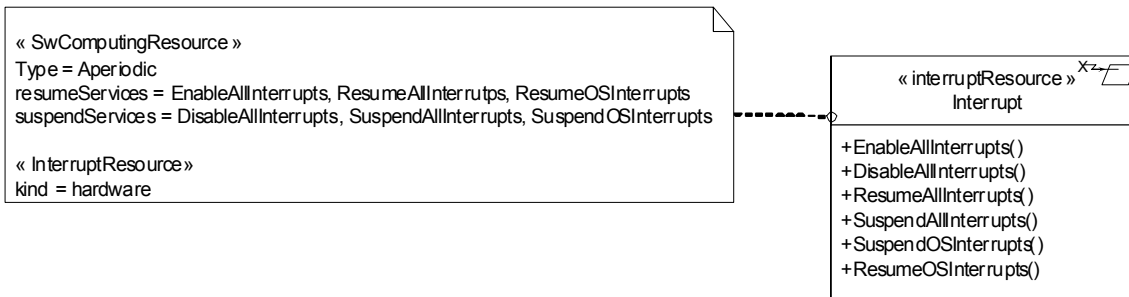 « SwComputingResource »
Type = Aperiodic
resumeServices = EnableAllInterrupts, ResumeAllInterrutps, ResumeOSInterrupts
suspendServices = DisableAllInterrupts, SuspendAllInterrupts, SuspendOSInterrupts
« InterruptResource»
kind = hardware
« interruptResource »
X
Interrupt
+EnableAllInterrupts()
+DisableAllInterrupts()
+ResumeAllInterrupts()
+SuspendAllInterrupts()
+SuspendOSInterrupts()
+ResumeOSInterrupts()